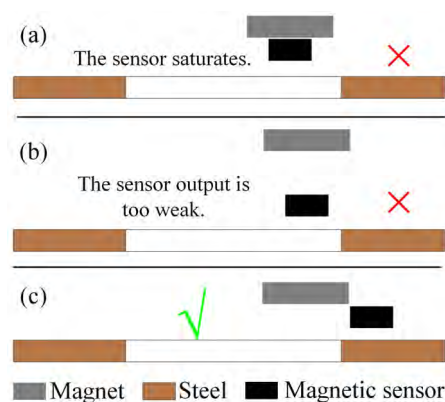 (a)
The sensor saturates.
(b)
The sensor output is
too weak.
(c)
Magnet Steel Magnetic sensor